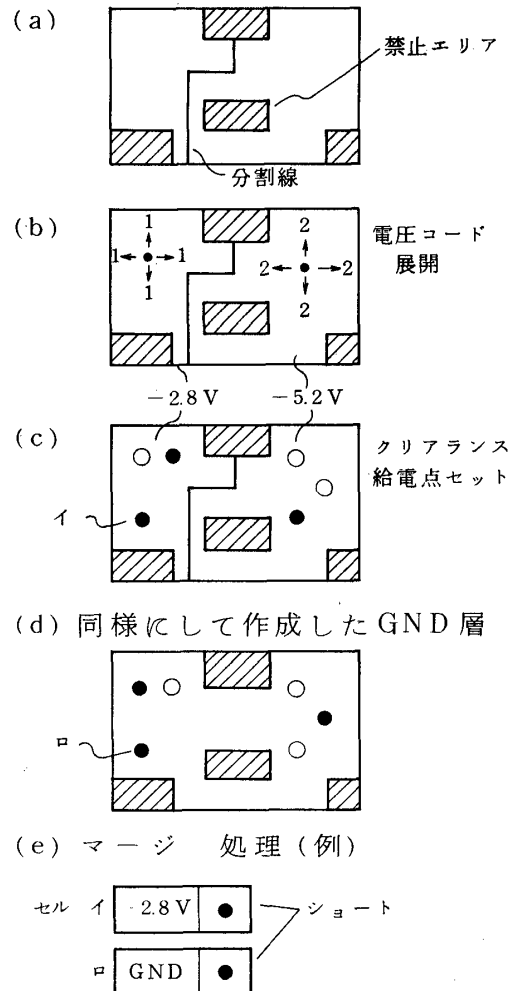 (a)
禁止エリア
分割線
(b)
1
1 1
1
2
2 2
2
電圧コード
展開
-2.8V
-5.2V
(c)
クリアランス
給電点セット
イ
(d) 同様にして作成したGND層
ロ
(e) マージ 処理(例)
セル イ -2.8V
ショート
ロ GND